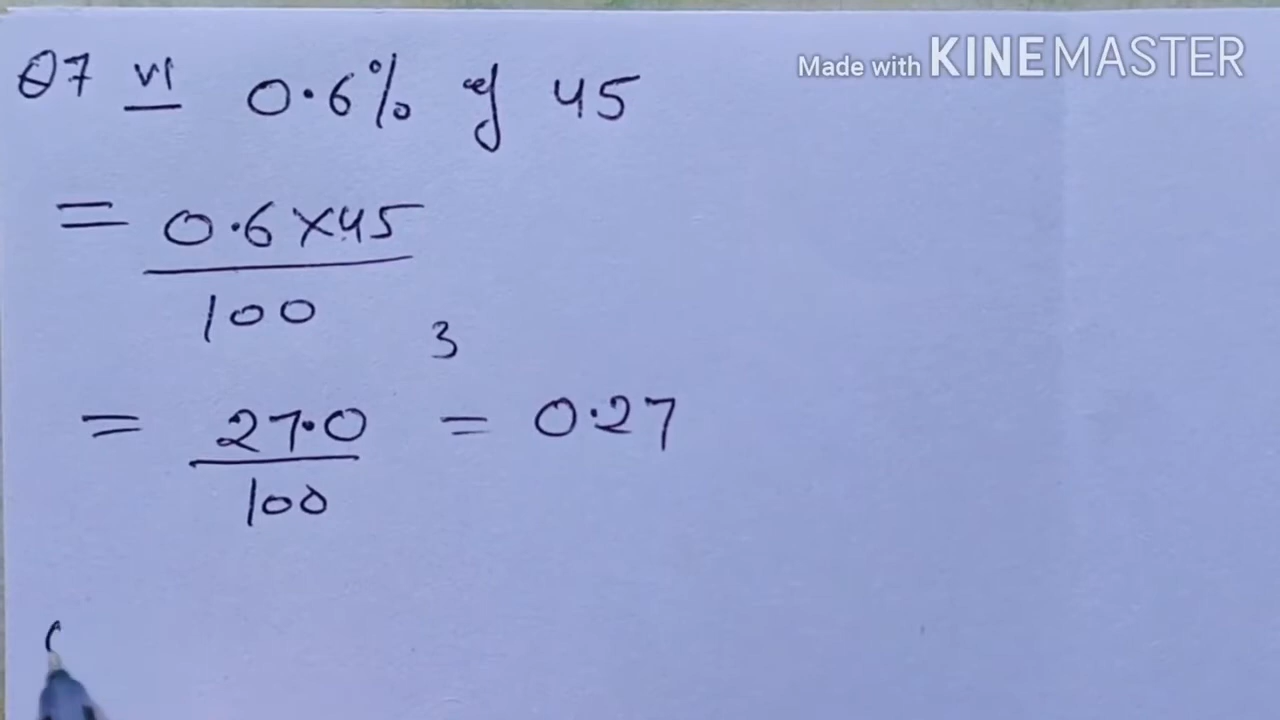 Made with KINEMASTER
Q7 vi 0.6% of 45
= 0.6×45
100
3
= 27.0 = 0.27
100